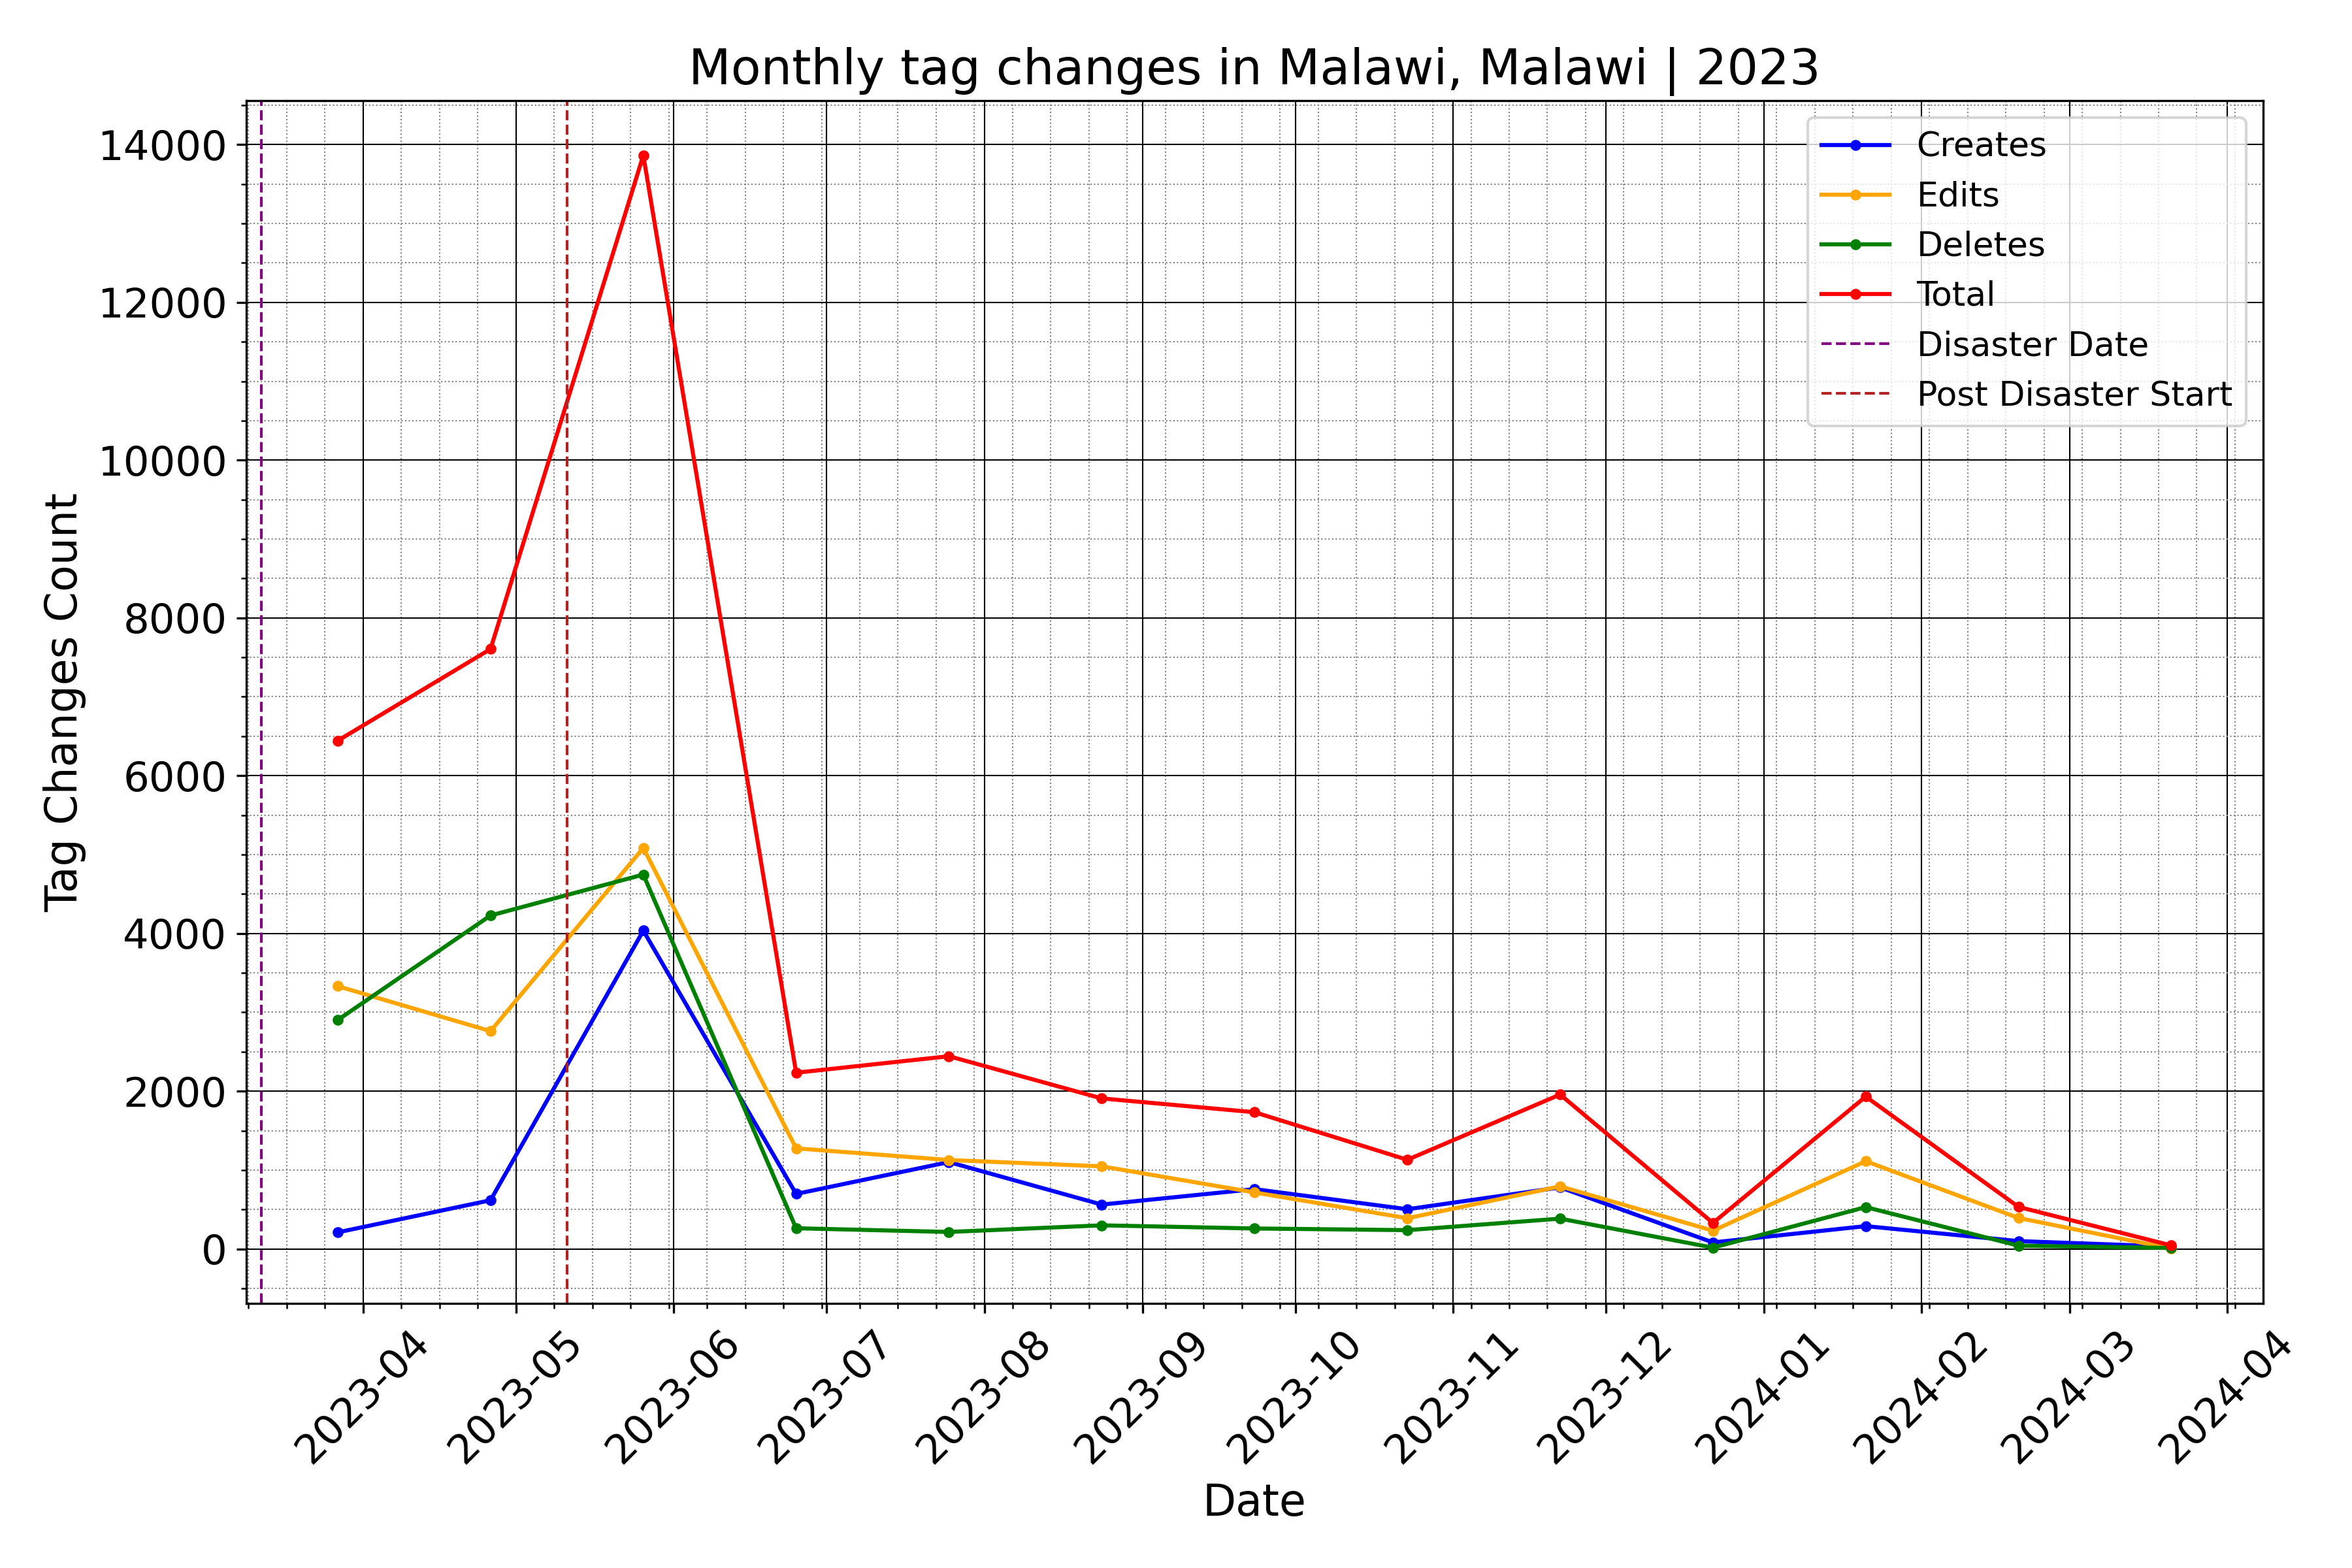 Monthly tag changes in Malawi, Malawi | 2023
Tag Changes Count
14000
12000
10000
8000
6000
4000
2000
0
Creates
Edits
Deletes
Total
Disaster Date
Post Disaster Start
2023-04
2023-05
2023-06
2023-07
2023-08
2023-09
2023-10
2023-11
2023-12
2024-01
2024-02
2024-03
2024-04
Date